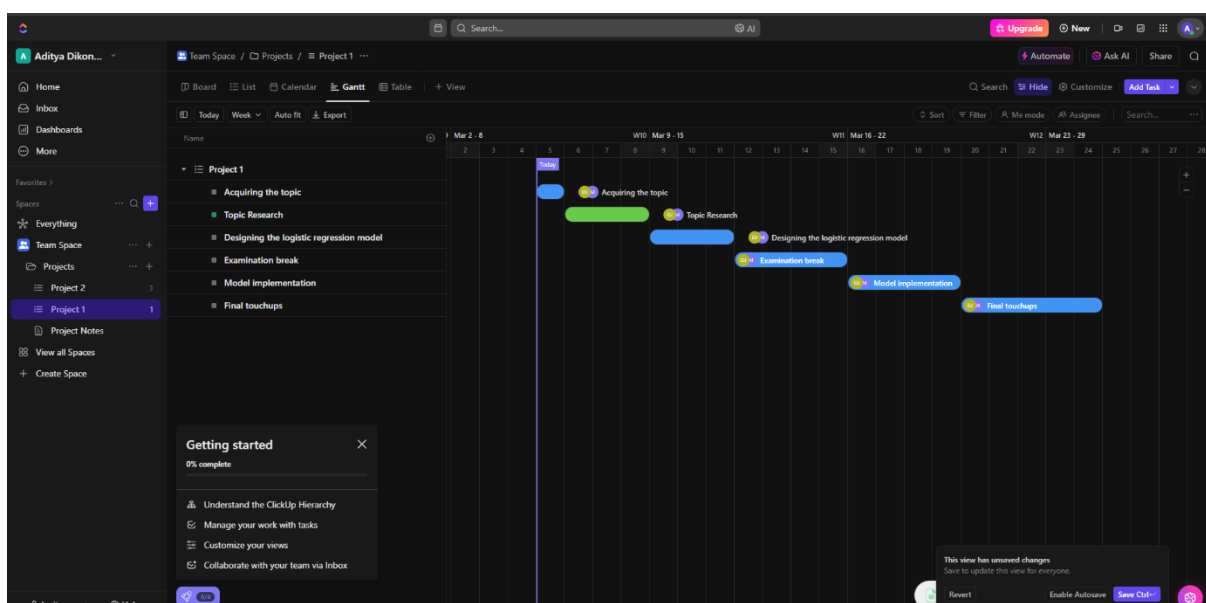 Search...
AI
Upgrade
New
A
A Aditya Dikon...
Team Space / Projects / Project 1 ...
Automate
Ask AI
Share
Home
Inbox
Dashboards
More
Favorites >
Spaces
Everything
Team Space
Projects
Project 2 3
Project 1 1
Project Notes
View all Spaces
Create Space
Board List Calendar Gantt Table + View
Search Hide Customize Add Task
Today Week Auto fit Export
Sort Filter Me mode Assignee Search...
Name
Mar 2 - 8 W10 Mar 9 - 15 W11 Mar 16 - 22 W12 Mar 23 - 29
2 3 4 5 6 7 8 9 10 11 12 13 14 15 16 17 18 19 20 21 22 23 24 25 26 27 28
Today
Project 1
Acquiring the topic
Acquiring the topic
Topic Research
Topic Research
Designing the logistic regression model
Designing the logistic regression model
Examination break
Examination break
Model implementation
Model implementation
Final touchups
Final touchups
Getting started
0% complete
Understand the ClickUp Hierarchy
Manage your work with tasks
Customize your views
Collaborate with your team via Inbox
0/4
This view has unsaved changes
Save to update this view for everyone.
Revert Enable Autosave Save Ctrl↵